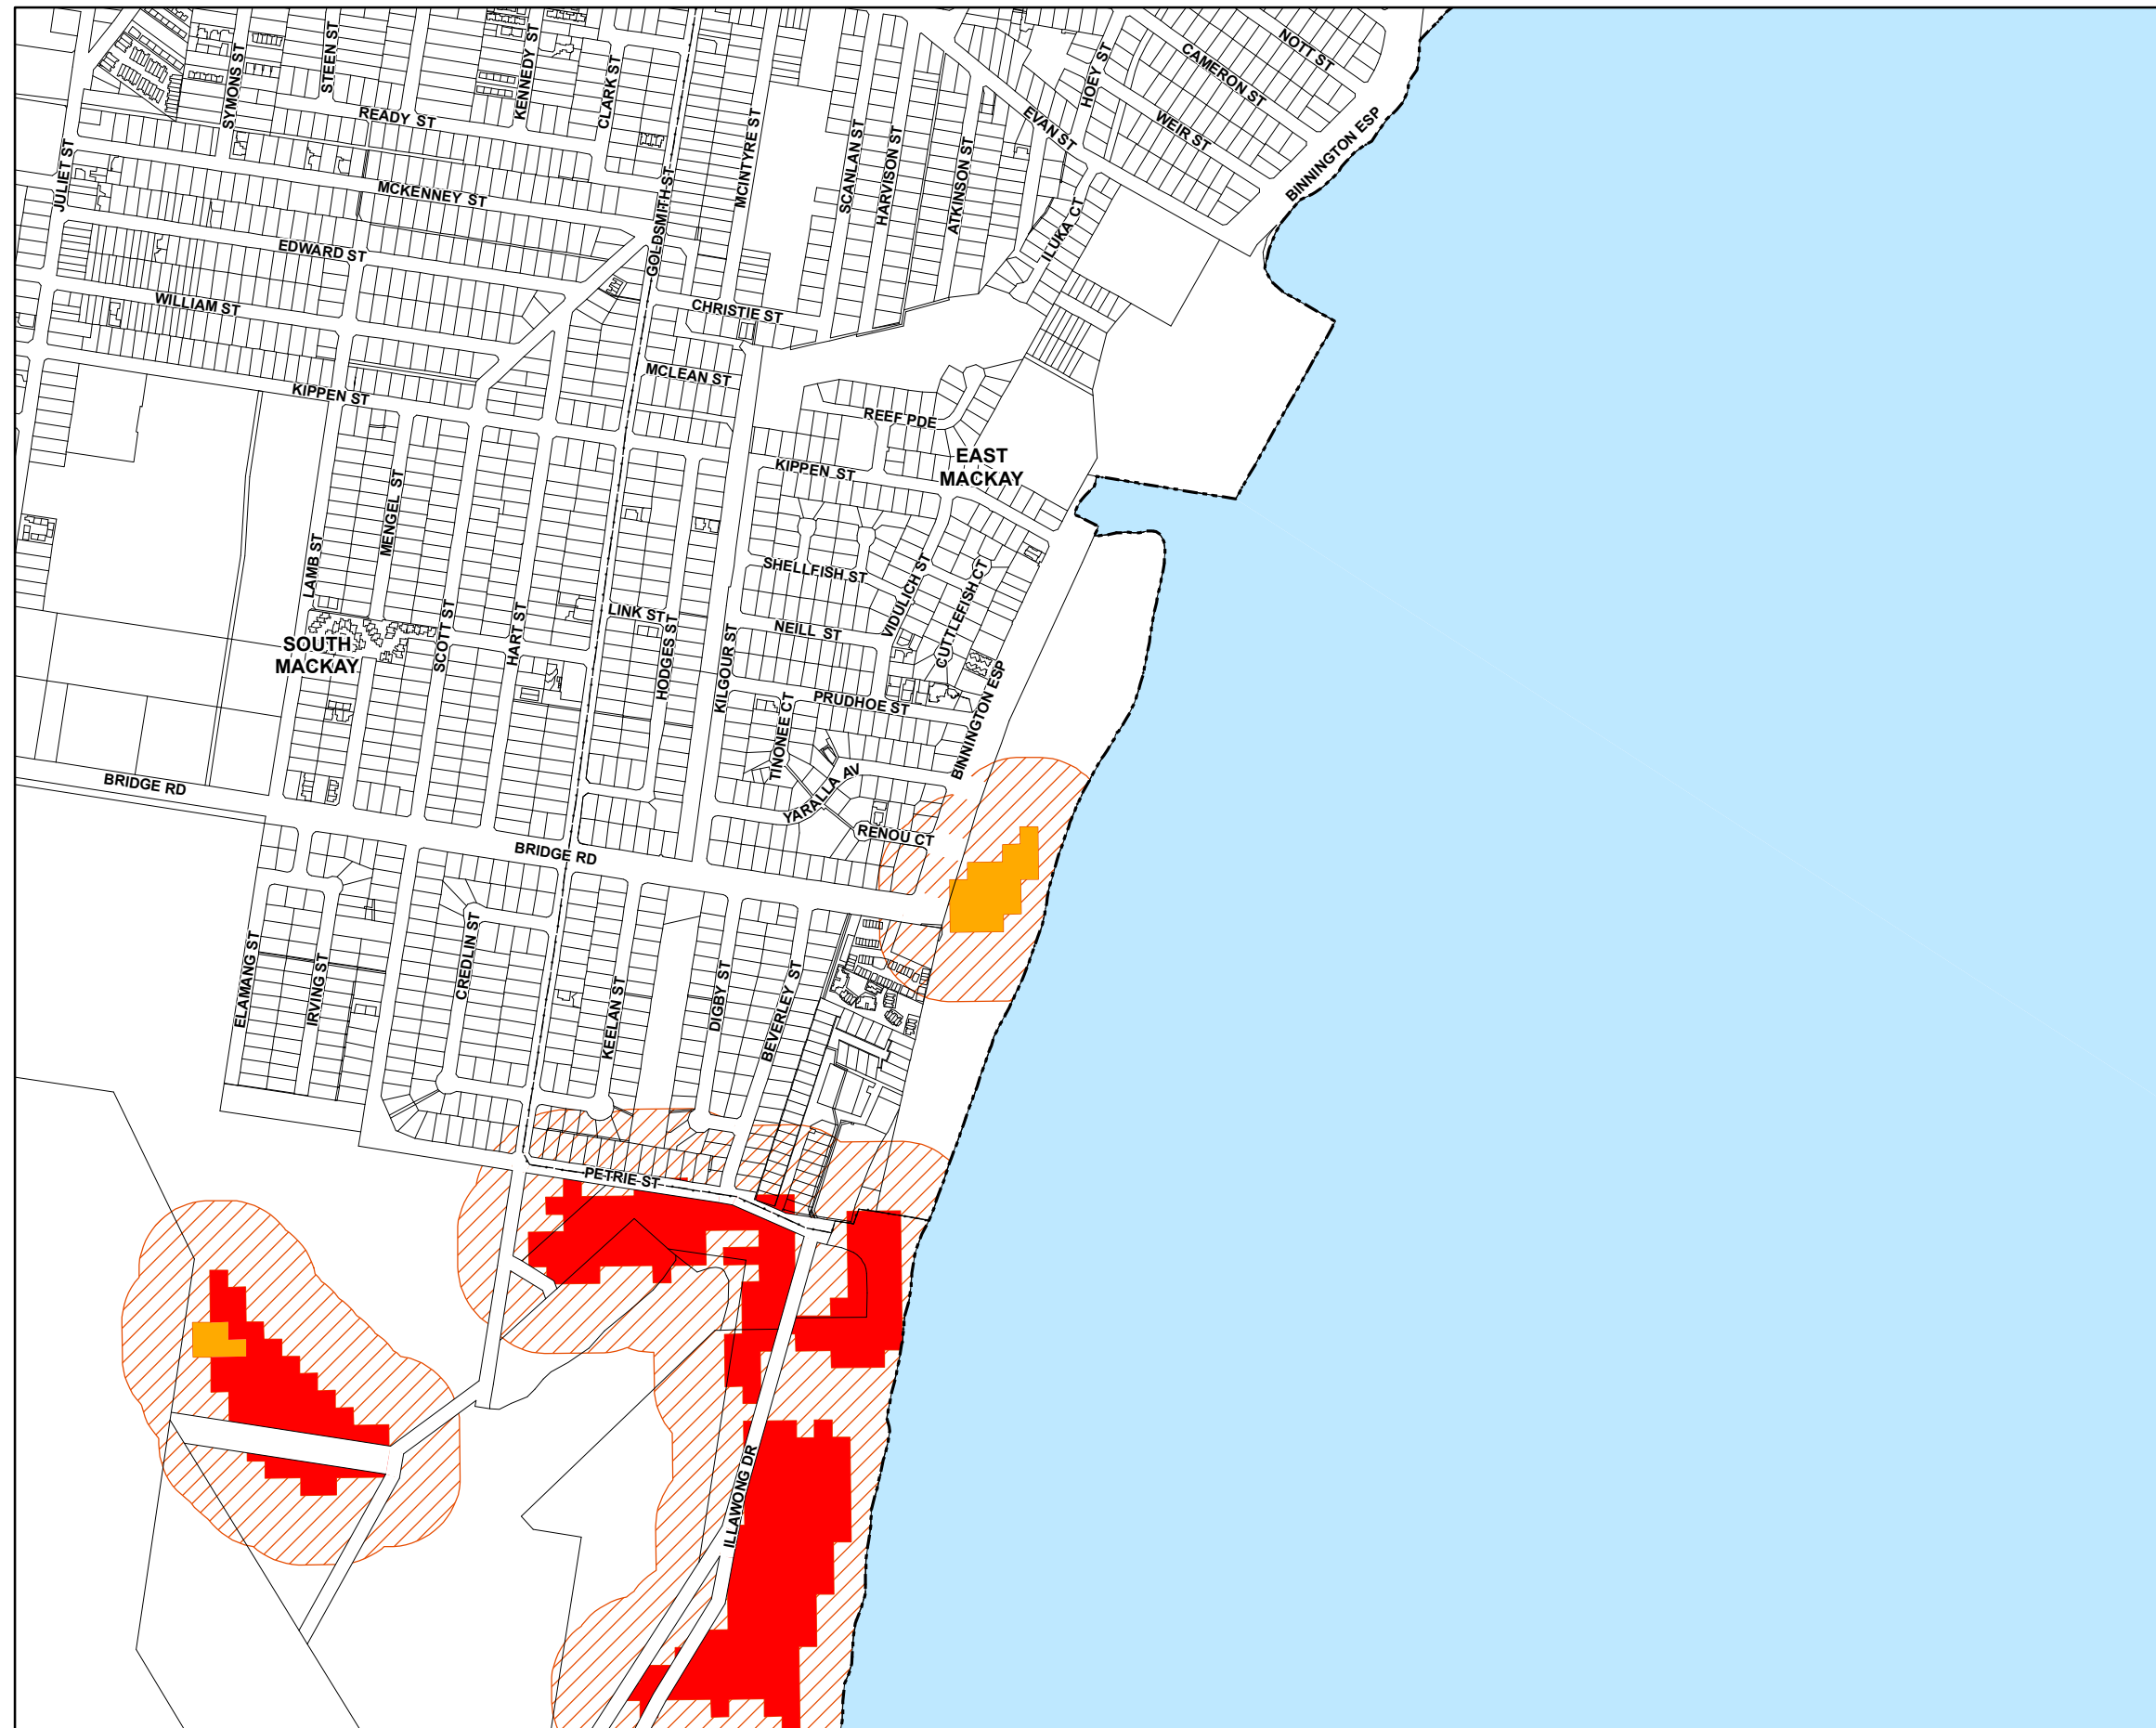 NOTT ST
CAMERON ST
STEEN ST
SYMONS ST
KENNEDY ST
CLARK ST
HOEY ST
READY ST
EVAN ST
WEIR ST
BINNINGTON ESP
MCINTYRE ST
SCANLAN ST
HARVISON ST
ATKINSON ST
JULIET ST
MCKENNEY ST
GOLDSMITH ST
ILUKA CT
EDWARD ST
WILLIAM ST
CHRISTIE ST
MCLEAN ST
KIPPEN ST
REEF PDE
EAST
MACKAY
KIPPEN ST
MENGEL ST
LAMB ST
SHELLFISH ST
VIDULICH ST
CUTTLEFISH CT
LINK ST
NEILL ST
SCOTT ST
HART ST
HODGES ST
KILGOUR ST
SOUTH
MACKAY
PRUDHOE ST
TINONEE CT
BINNINGTON ESP
YARALLA AV
BRIDGE RD
RENOU CT
BRIDGE RD
ELAMANG ST
IRVING ST
CREDLIN ST
KEELAN ST
DIGBY ST
BEVERLEY ST
PETRIE ST
ILLAWONG DR